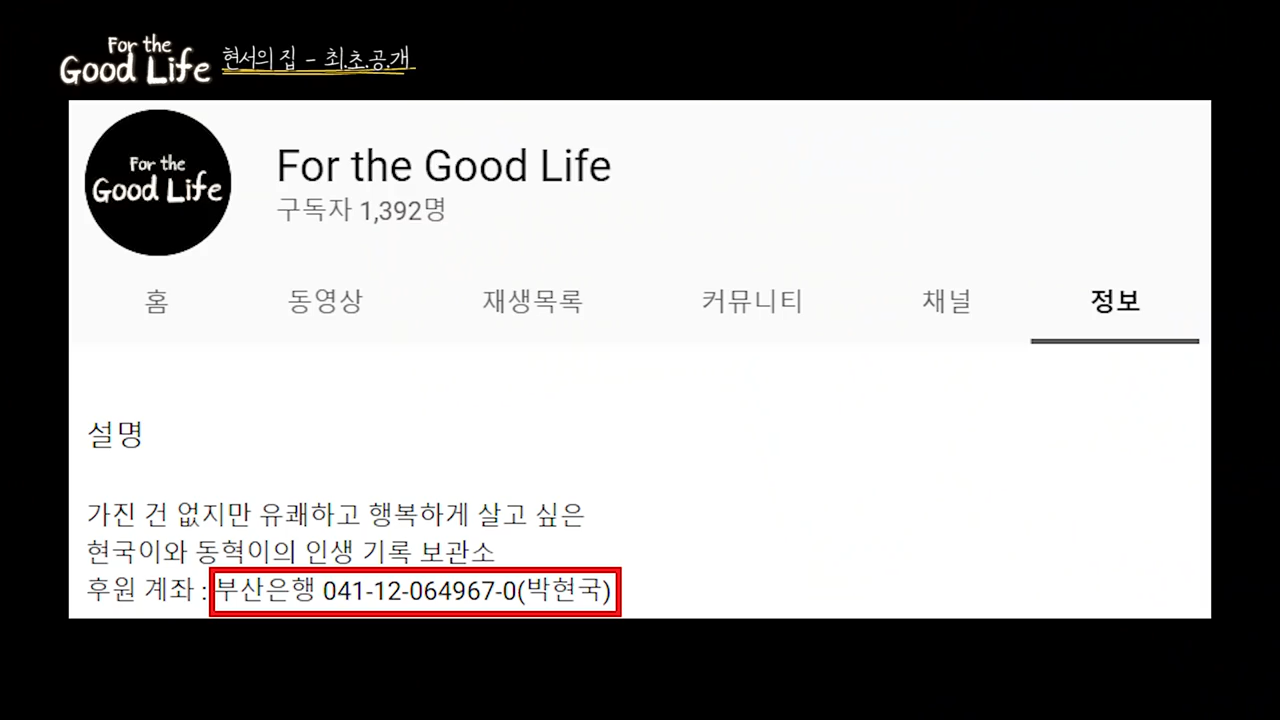 For the
Good Life
현서의 집 - 최.초.공.개
For the
Good Life
For the Good Life
구독자 1,392명
홈 동영상 재생목록 커뮤니티 채널 정보
설명
가진 건 없지만 유쾌하고 행복하게 살고 싶은
현국이와 동혁이의 인생 기록 보관소
후원 계좌 : 부산은행 041-12-064967-0(박현국)